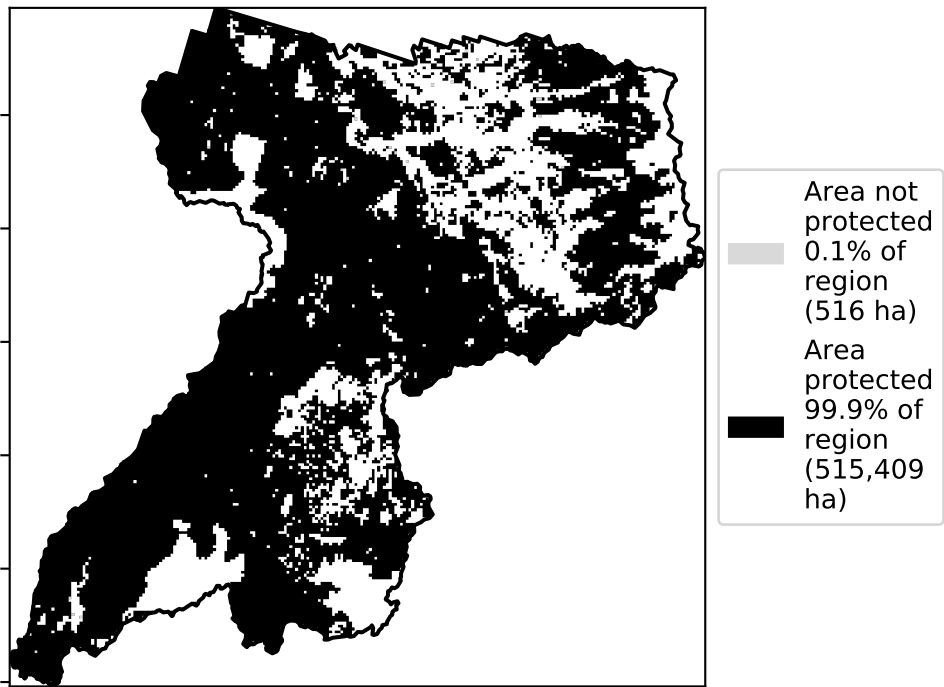 Area not
protected
0.1% of
region
(516 ha)
Area
protected
99.9% of
region
(515,409
ha)